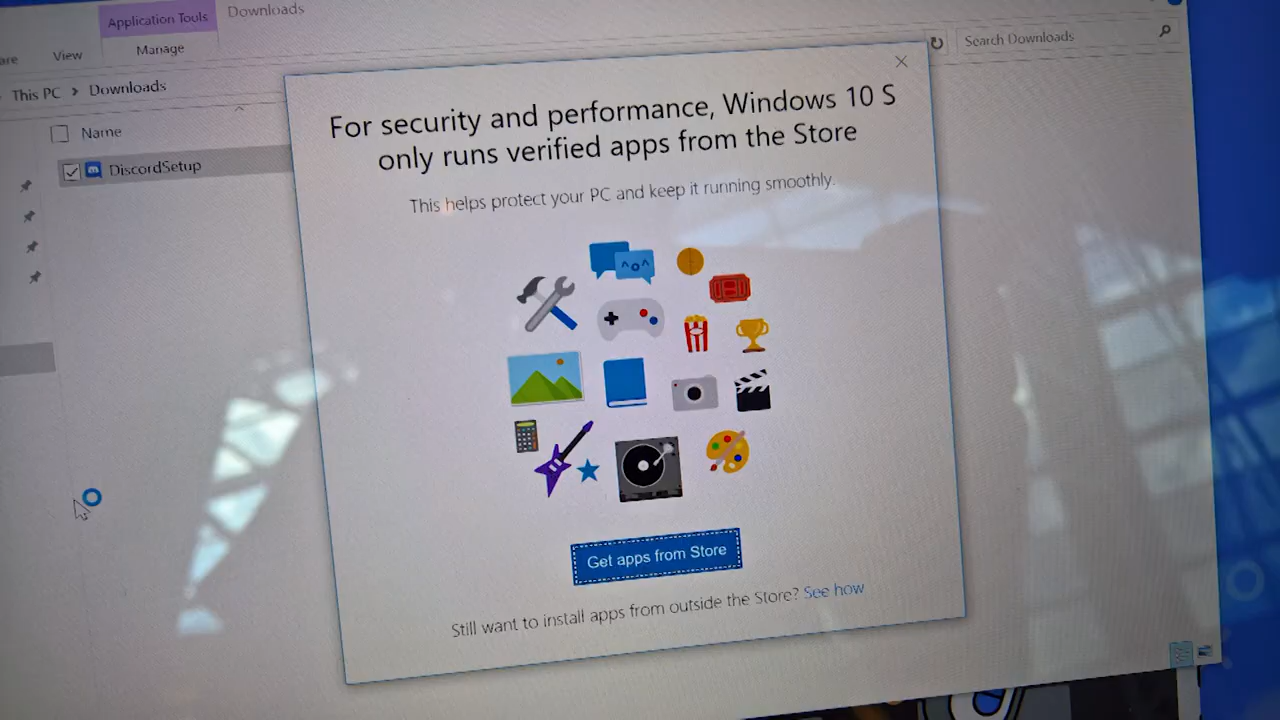 Application Tools
Downloads
View
Manage
Search Downloads
This PC > Downloads
Name
DiscordSetup
For security and performance, Windows 10 S
only runs verified apps from the Store
This helps protect your PC and keep it running smoothly.
^o^
Get apps from Store
Still want to install apps from outside the Store? See how